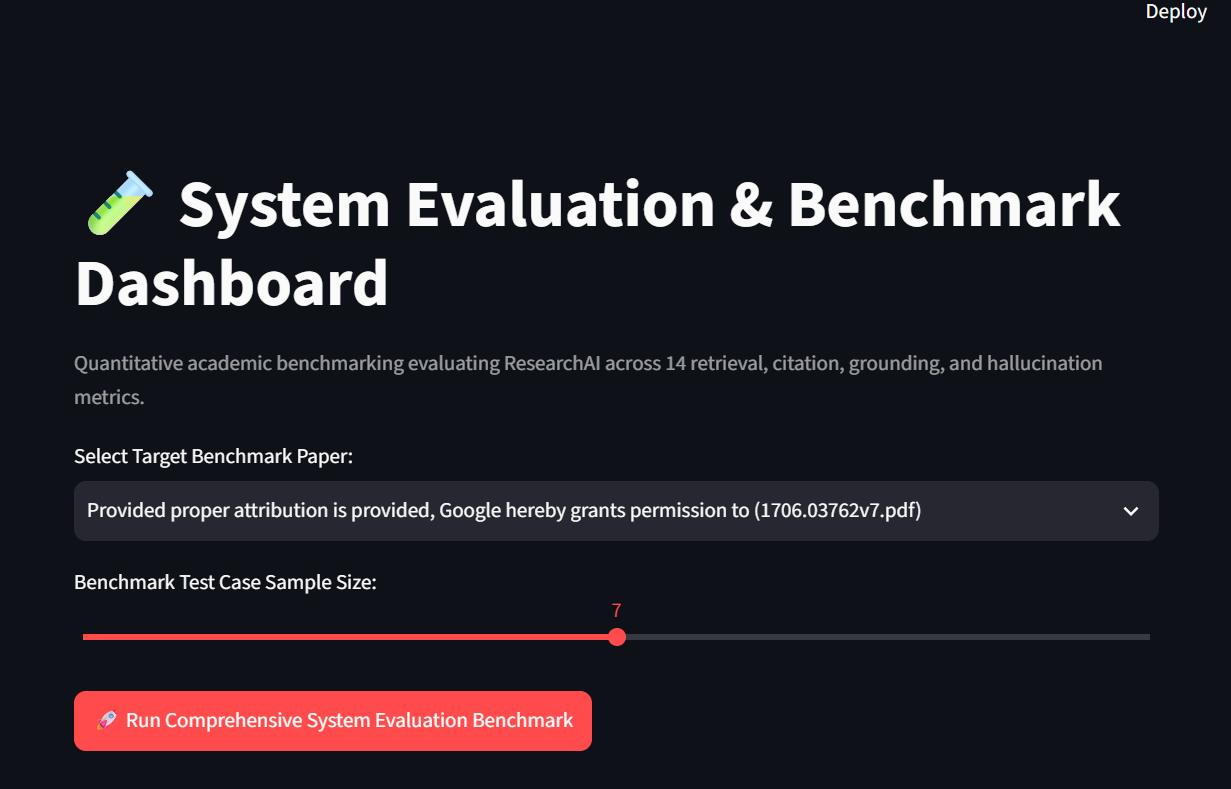 Deploy
System Evaluation & Benchmark
Dashboard
Quantitative academic benchmarking evaluating ResearchAI across 14 retrieval, citation, grounding, and hallucination
metrics.
Select Target Benchmark Paper:
Provided proper attribution is provided, Google hereby grants permission to (1706.03762v7.pdf)
Benchmark Test Case Sample Size:
7
Run Comprehensive System Evaluation Benchmark